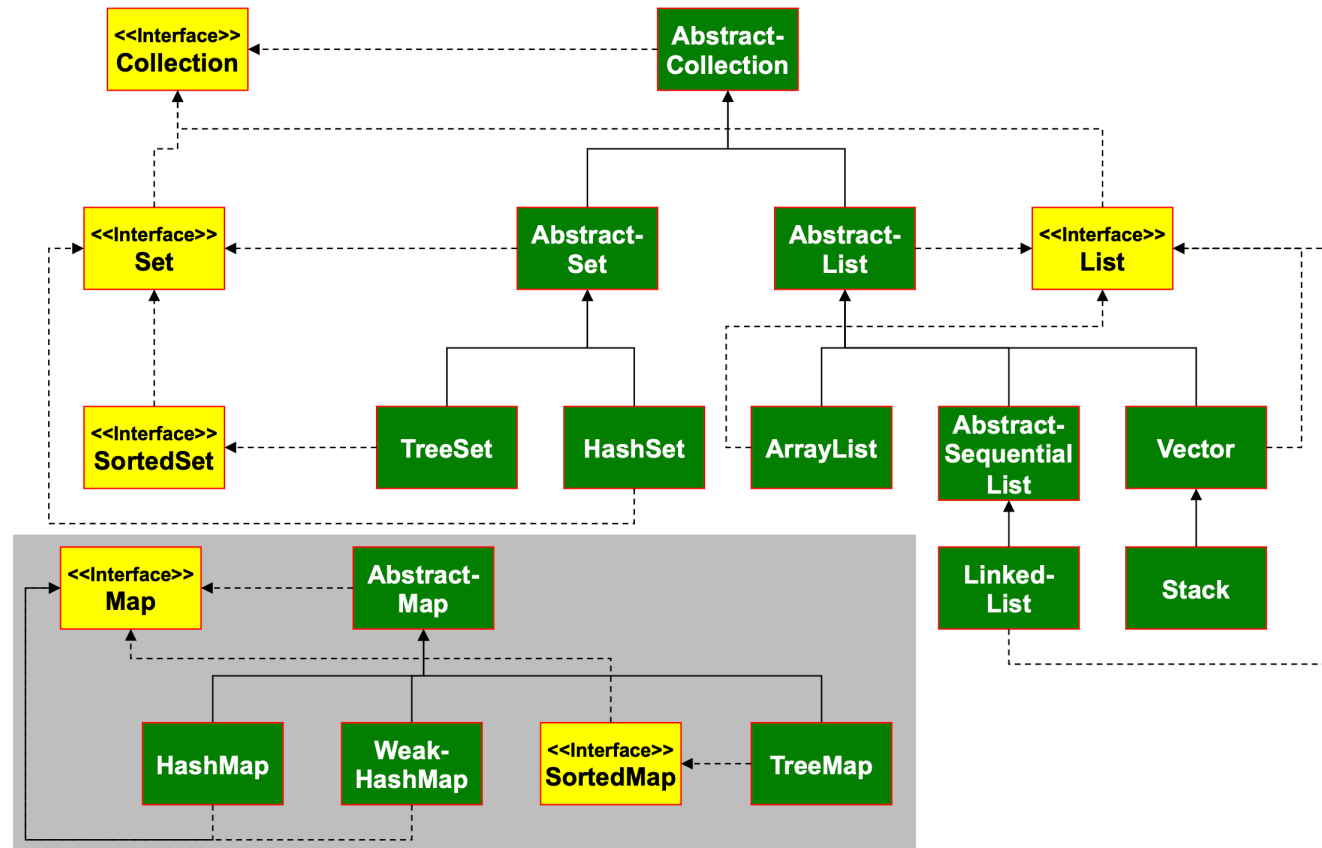 <<Interface>>
Collection
Abstract-
Collection
<<Interface>>
Set
Abstract-
Set
Abstract-
List
<<Interface>>
List
<<Interface>>
SortedSet
TreeSet
HashSet
ArrayList
Abstract-
Sequential
List
Vector
<<Interface>>
Map
Abstract-
Map
Linked-
List
Stack
HashMap
Weak-
HashMap
<<Interface>>
SortedMap
TreeMap